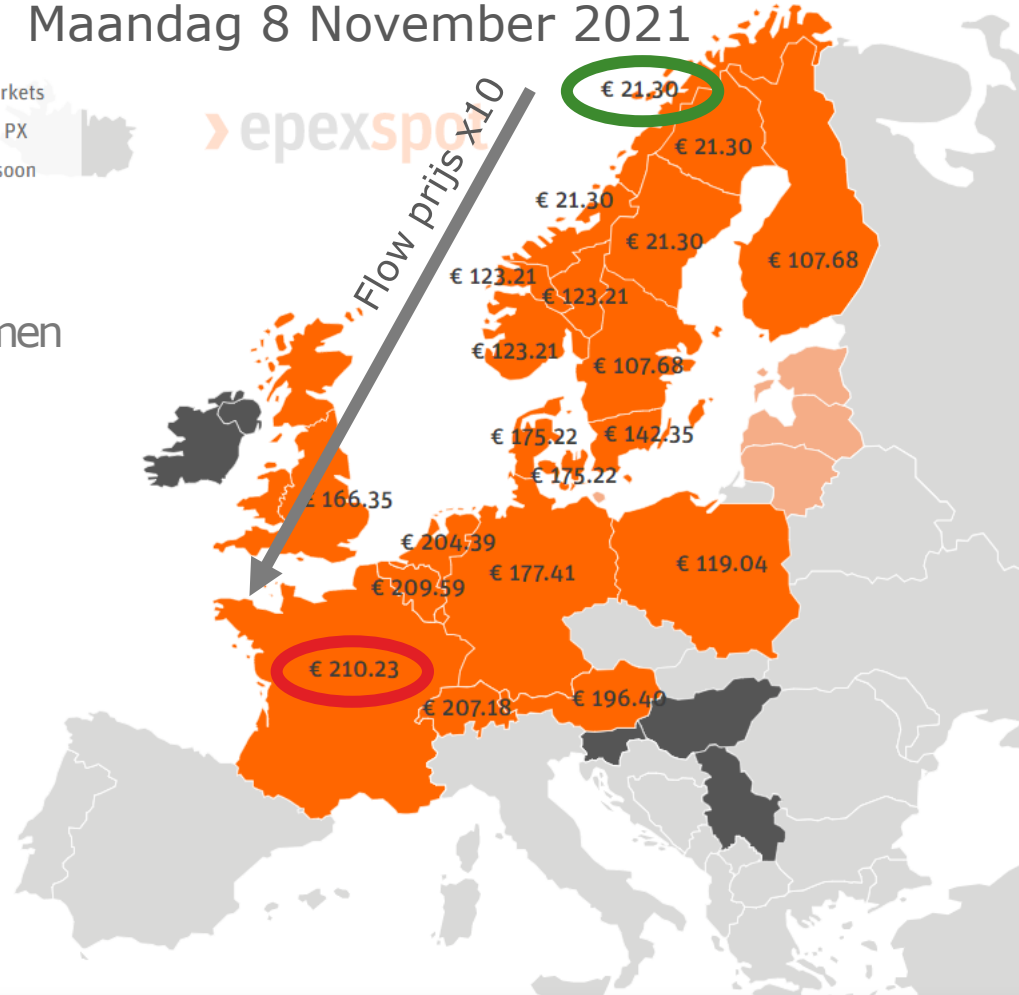 Maandag 8 November 2021
rkets
PX
soon
epexspot
Flow prijs x10
men
€ 21.30
€ 21.30
€ 21.30
€ 21.30
€ 107.68
€ 123.21
€ 123.21
€ 123.21
€ 107.68
€ 175.22
€ 142.35
€ 175.22
€ 166.35
€ 204.39
€ 177.41
€ 119.04
€ 209.59
€ 210.23
€ 207.18
€ 196.40